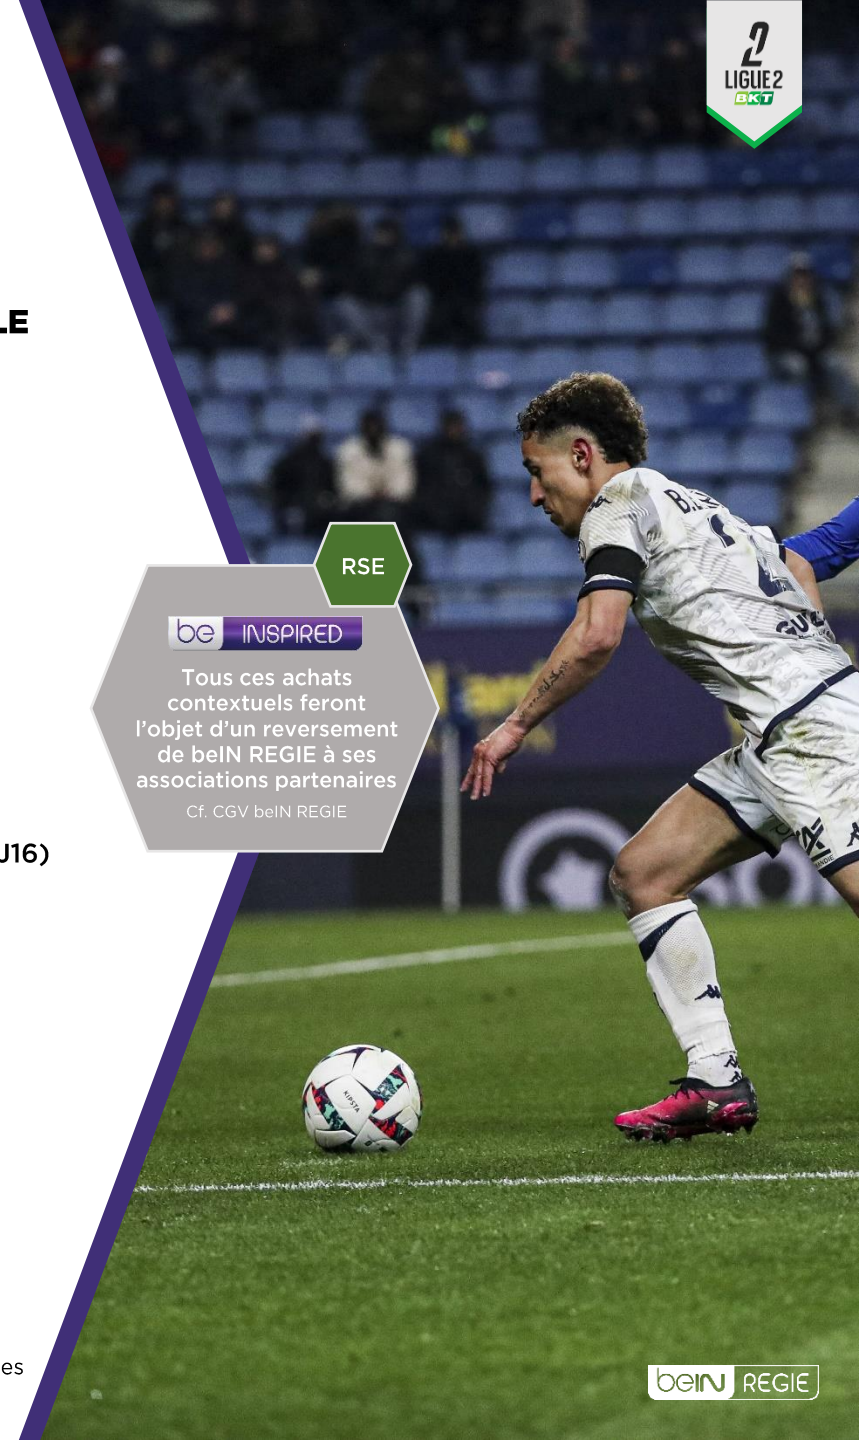 LIGUE 2
BKT
LE
RSE
be INSPIRED
Tous ces achats
contextuels feront
l'objet d'un reversement
de beIN REGIE à ses
associations partenaires
Cf. CGV beIN REGIE
J16)
KIPSTA
es
beIN REGIE